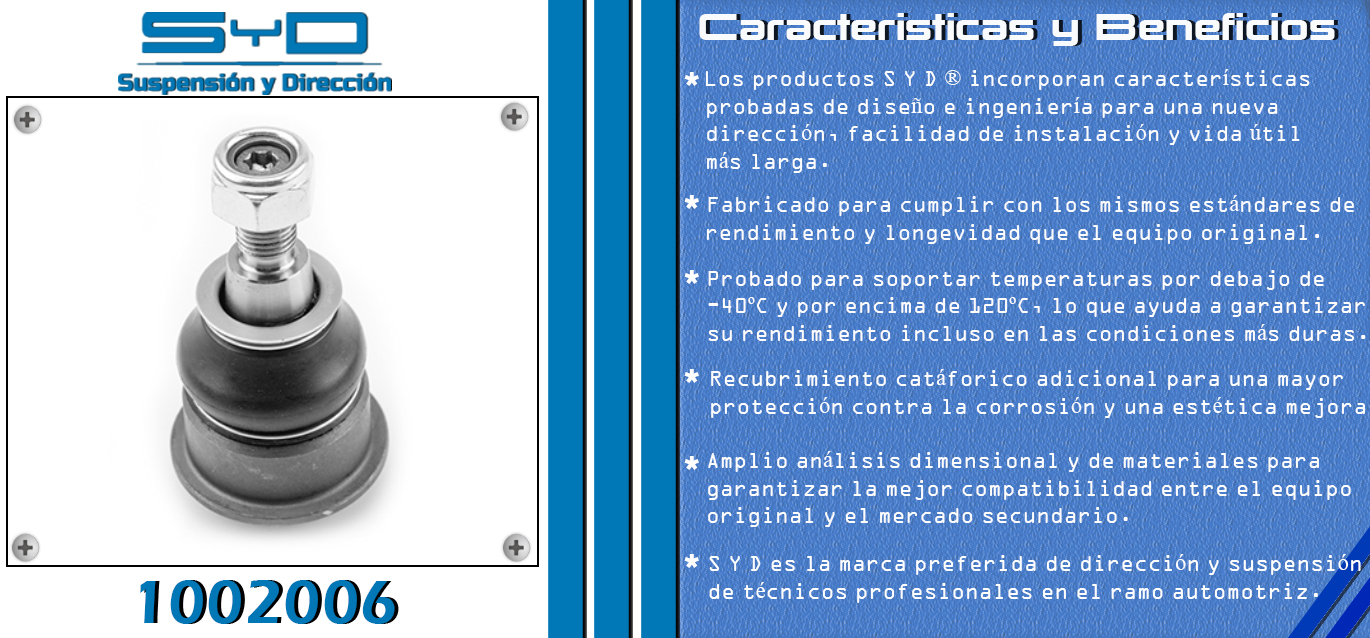 SYD
Suspensión y Dirección
1002006
Caracteristicas y Beneficios
* Los productos S Y D ® incorporan características
probadas de diseño e ingeniería para una nueva
dirección, facilidad de instalación y vida útil
más larga.
* Fabricado para cumplir con los mismos estándares de
rendimiento y longevidad que el equipo original.
* Probado para soportar temperaturas por debajo de
-40°C y por encima de 120°C, lo que ayuda a garantizar
su rendimiento incluso en las condiciones más duras.
* Recubrimiento catáforico adicional para una mayor
protección contra la corrosión y una estética mejora
* Amplio análisis dimensional y de materiales para
garantizar la mejor compatibilidad entre el equipo
original y el mercado secundario.
* S Y D es la marca preferida de dirección y suspensión
de técnicos profesionales en el ramo automotriz.